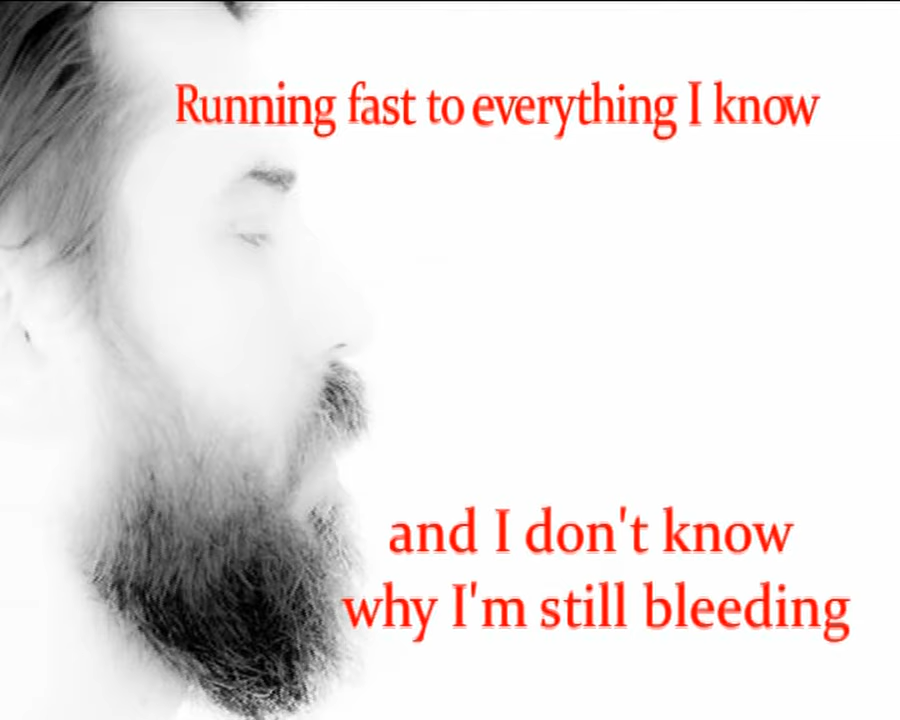 Running fast to everything I know
and I don't know
why I'm still bleeding